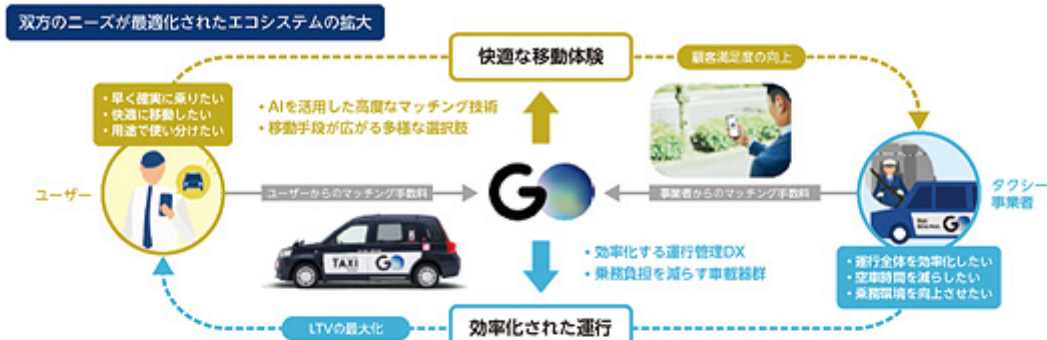 双方のニーズが最適化されたエコシステムの拡大
快適な移動体験
顧客満足度の向上
・早く確実に乗りたい
・快適に移動したい
・用途で使い分けたい
・AIを活用した高度なマッチング技術
・移動手段が広がる多様な選択肢
ユーザー
ユーザーからのマッチング手数料
GO
事業者からのマッチング手数料
タクシー
事業者
TAXI
GO
GO
・効率化する運行管理DX
・乗務負担を減らす車載器群
・運行全体を効率化したい
・空車時間を減らしたい
・乗務環境を向上させたい
LTVの最大化
効率化された運行